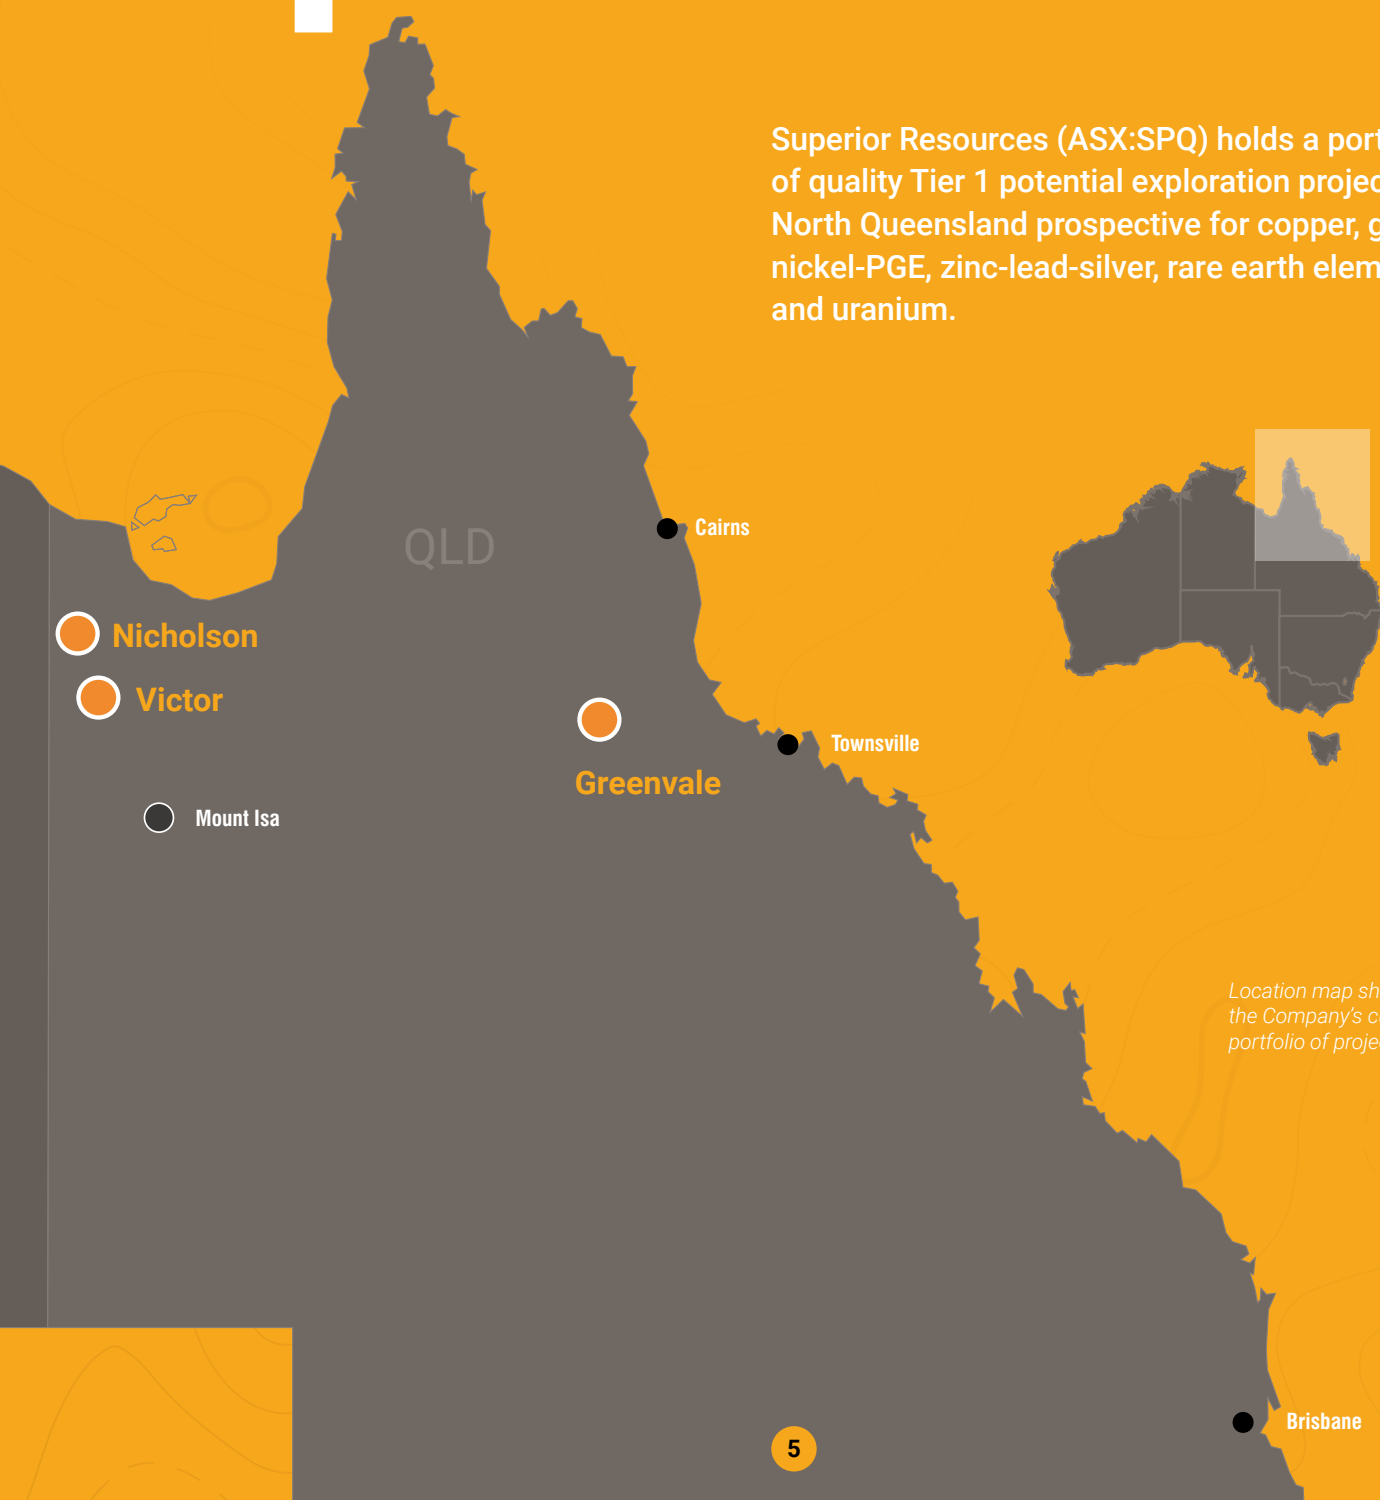 Superior Resources (ASX:SPQ) holds a port
of quality Tier 1 potential exploration projec
North Queensland prospective for copper, g
nickel-PGE, zinc-lead-silver, rare earth elem
and uranium.
QLD
Cairns
Nicholson
Victor
Greenvale
Townsville
Mount Isa
Location map sh
the Company's c
portfolio of proje
Brisbane
5